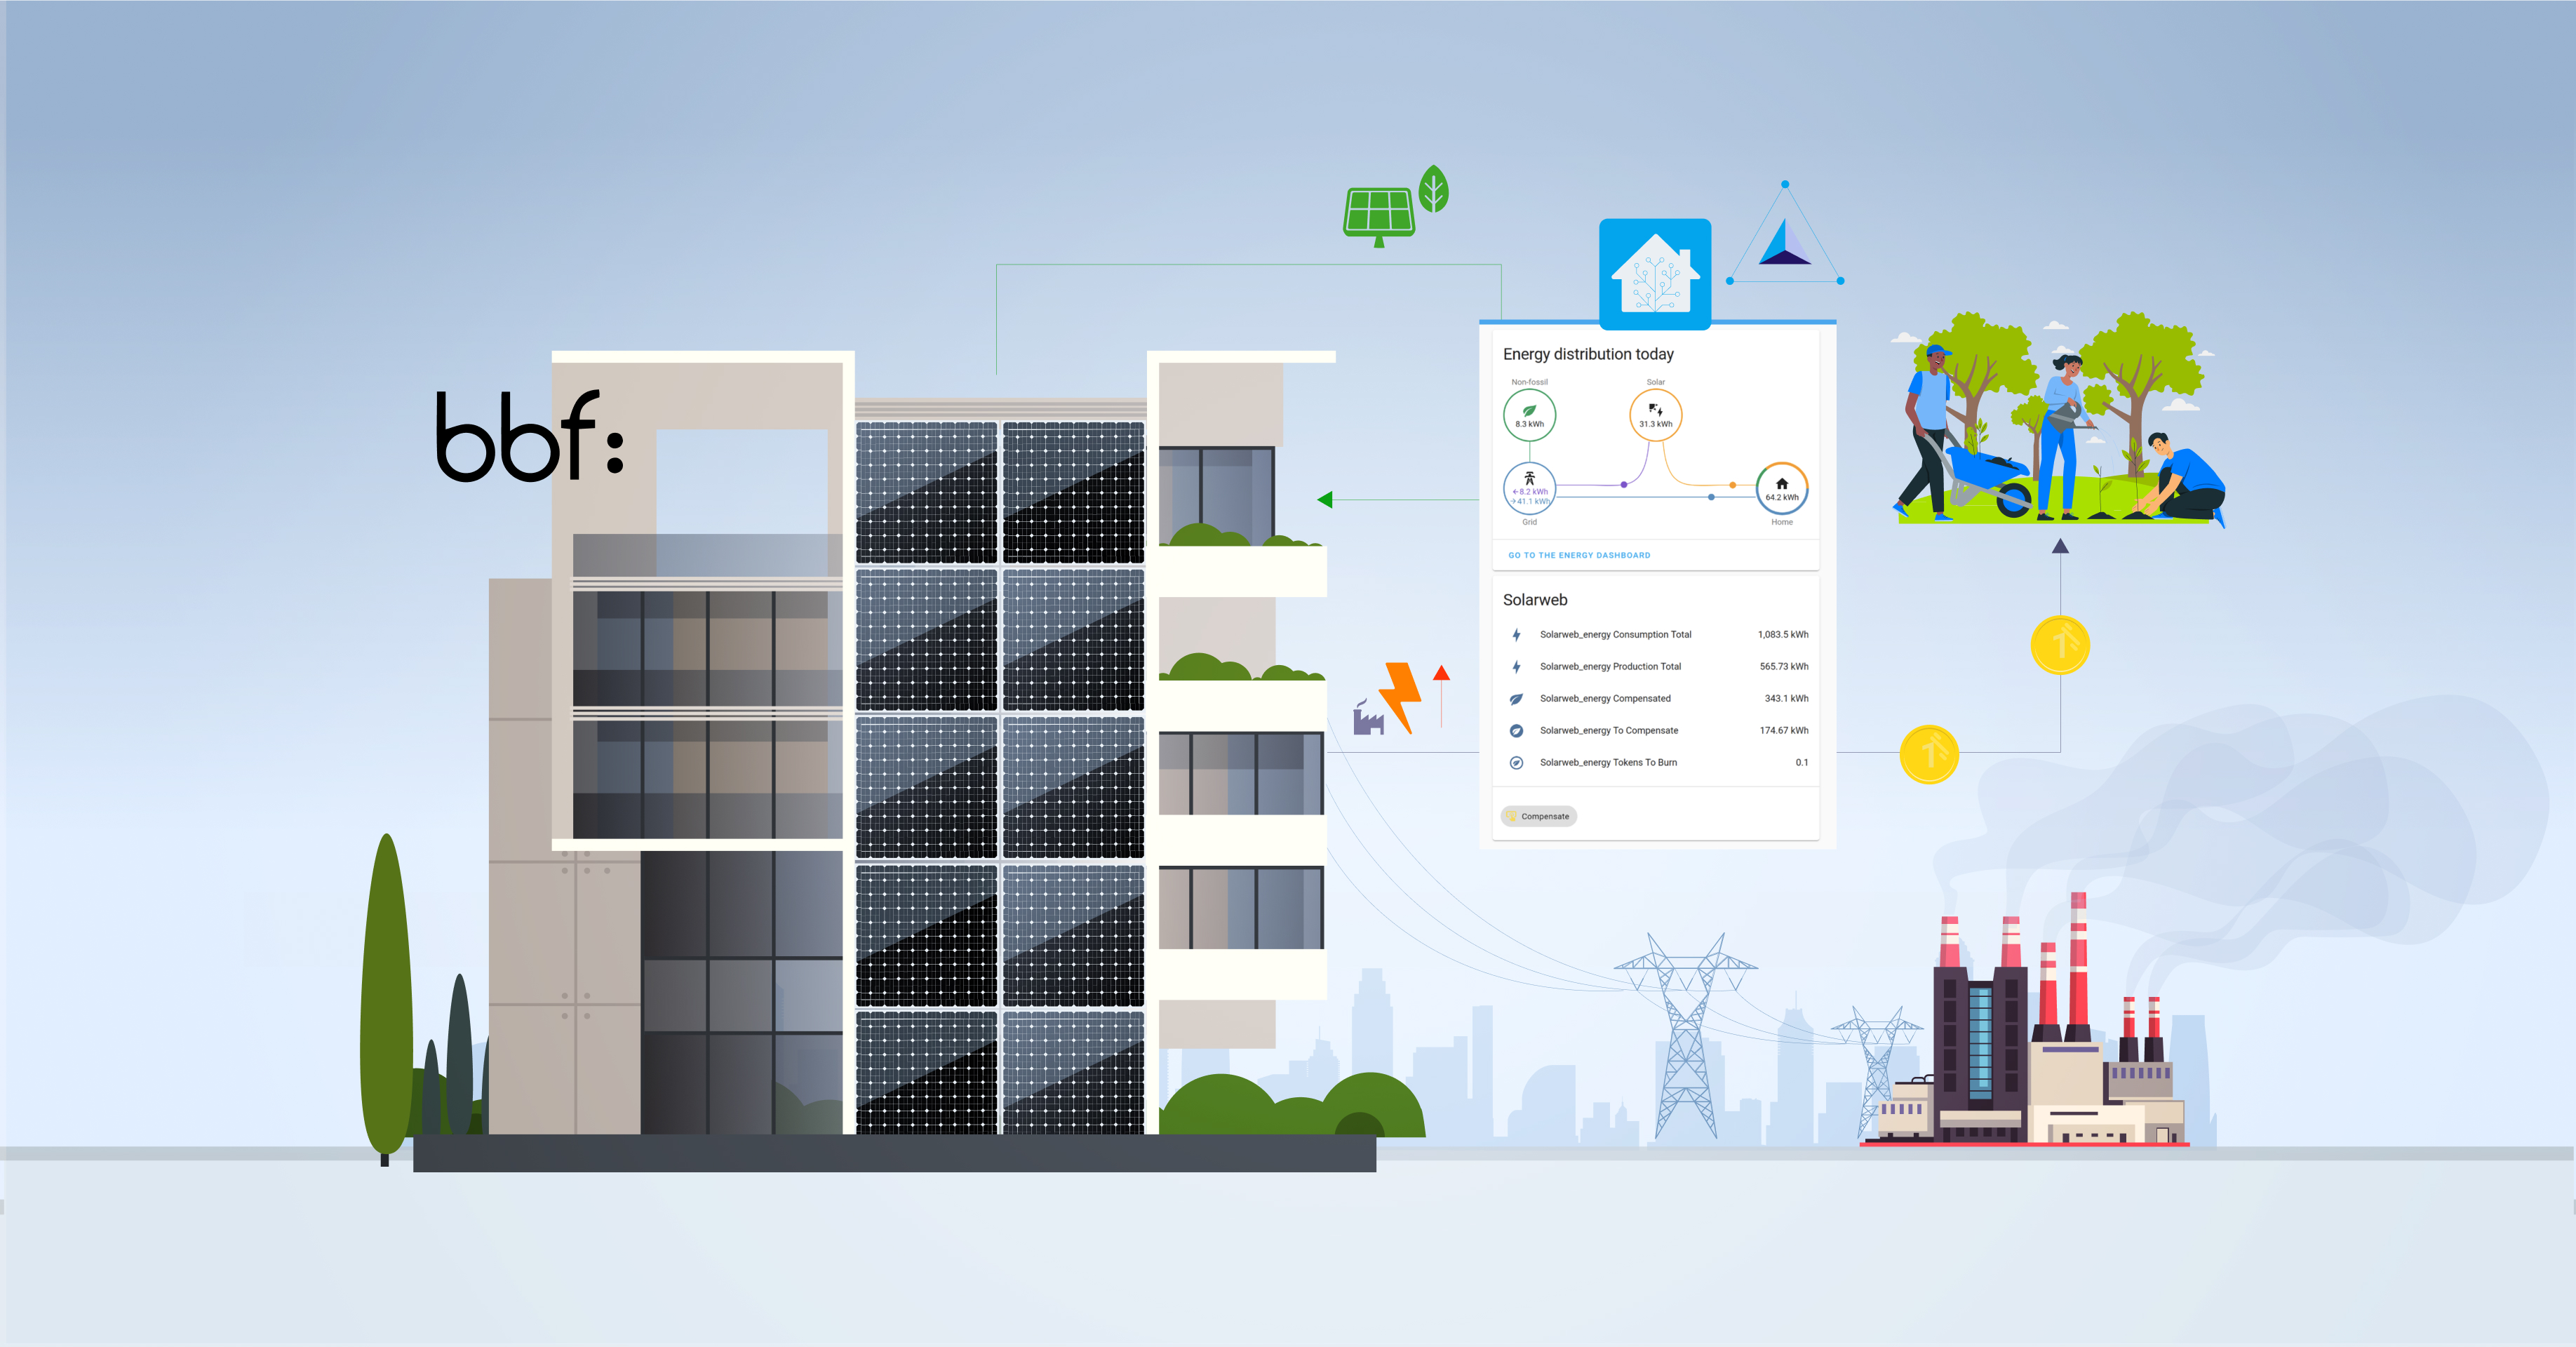 bbf:
Energy distribution today
Non-fossil
Solar
8.3 kWh
31.3 kWh
←8.2 kWh
→41.1 kWh
64.2 kWh
Grid
Home
GO TO THE ENERGY DASHBOARD
Solarweb
Solarweb_energy Consumption Total 1,083.5 kWh
Solarweb_energy Production Total 565.73 kWh
Solarweb_energy Compensated 343.1 kWh
Solarweb_energy To Compensate 174.67 kWh
Solarweb_energy Tokens To Burn 0.1
Compensate